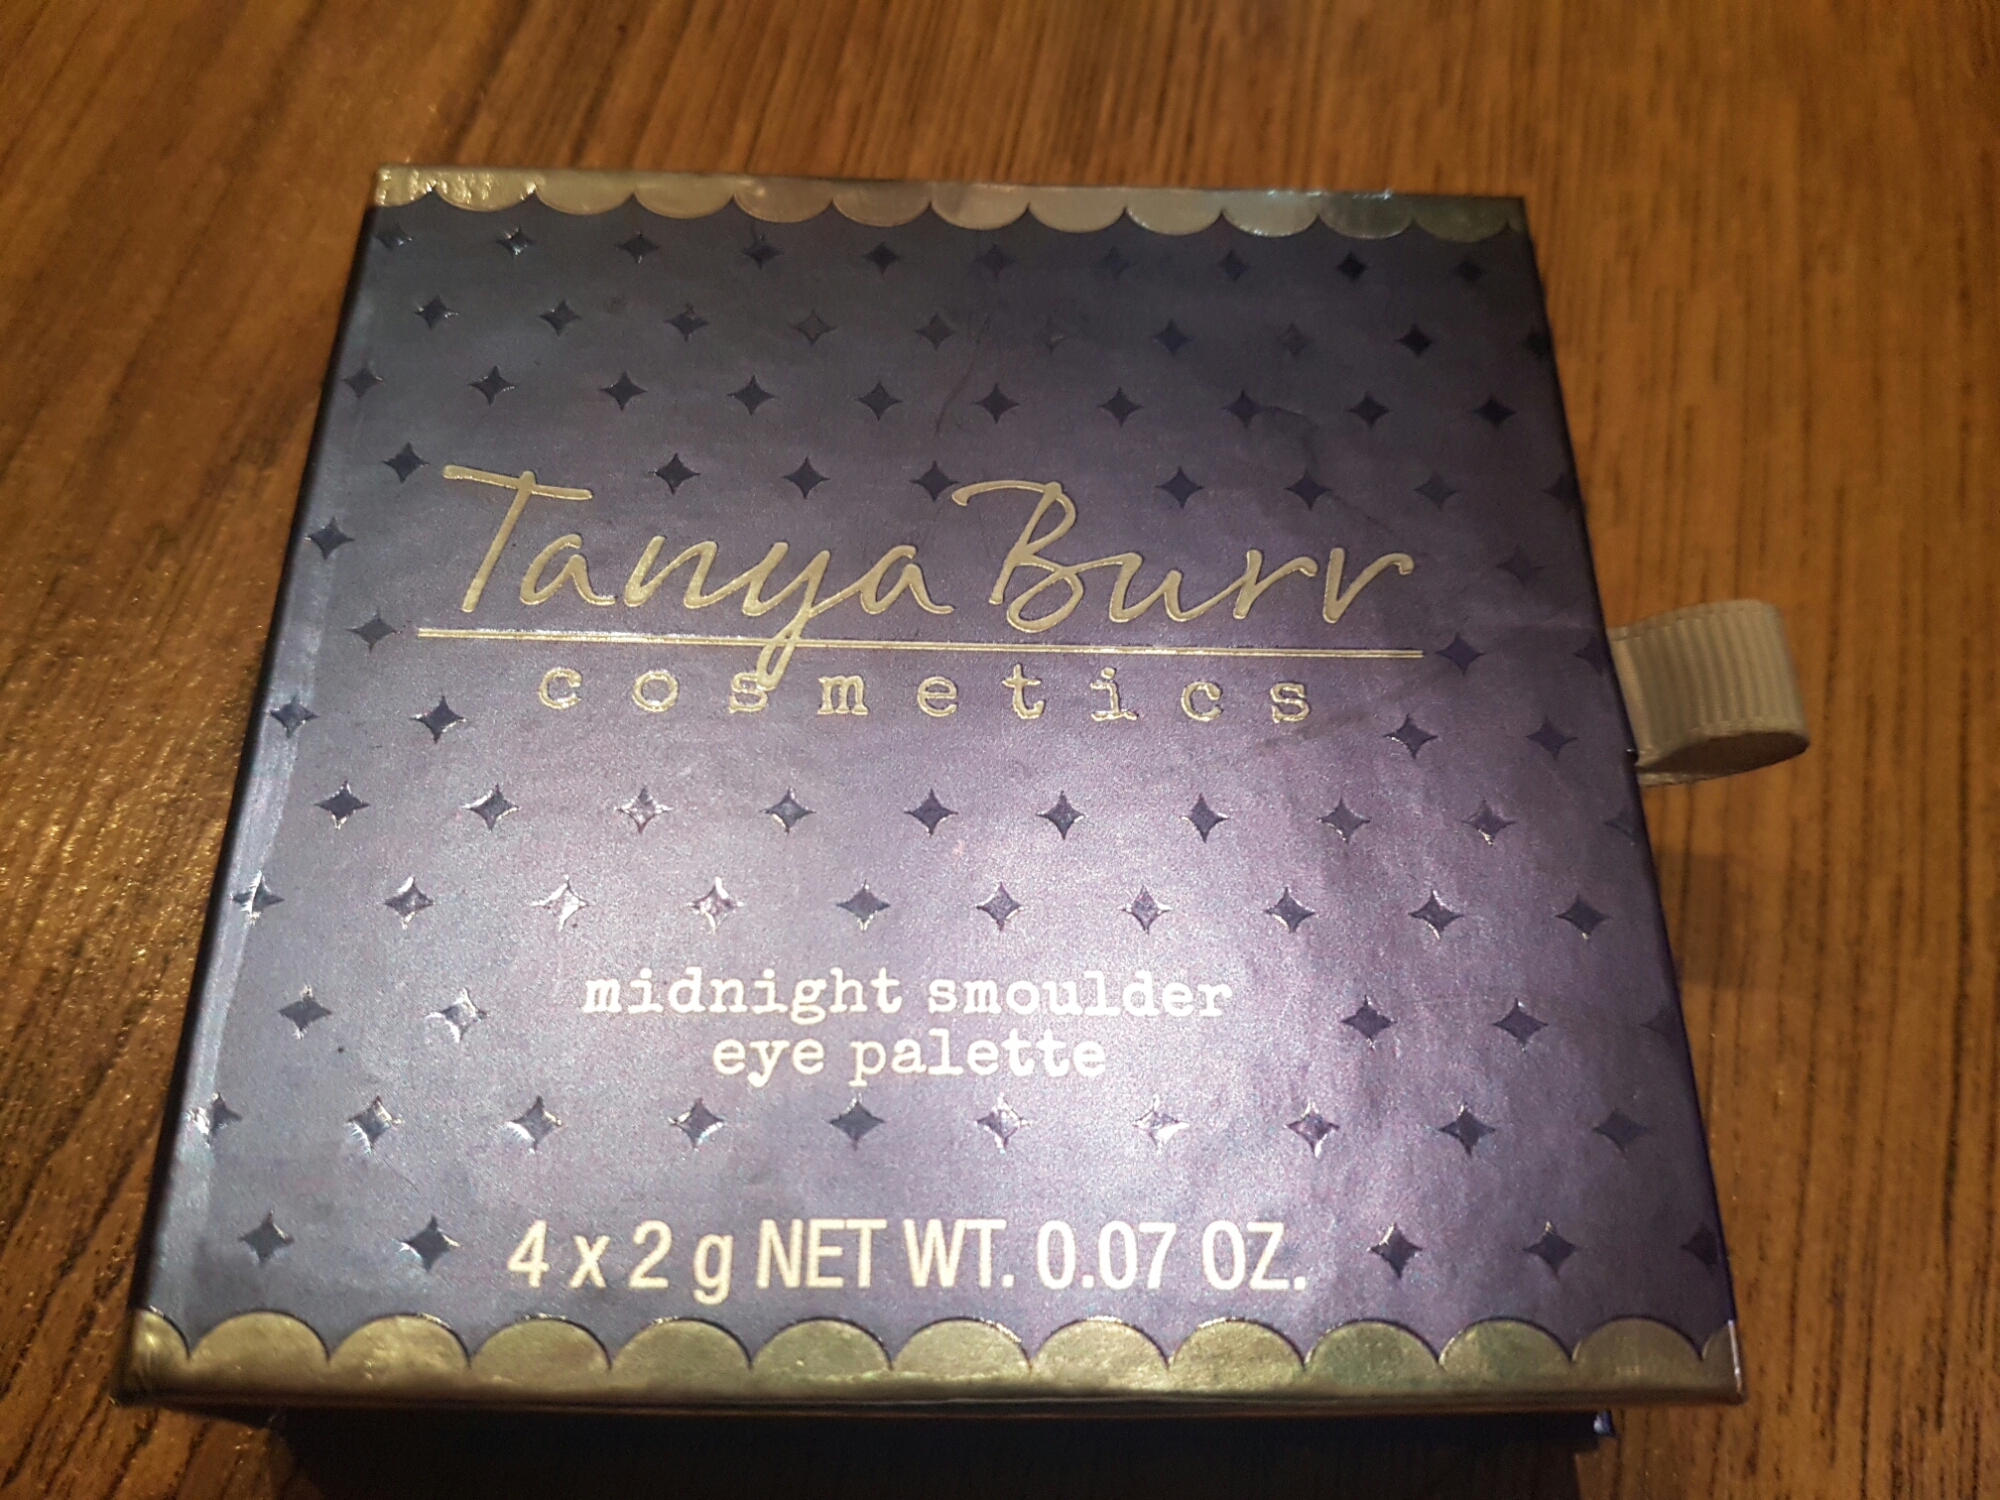 Tanya Burr
cosmetics
midnight smoulder
eye palette
4 x 2 g NET WT. 0.07 OZ.